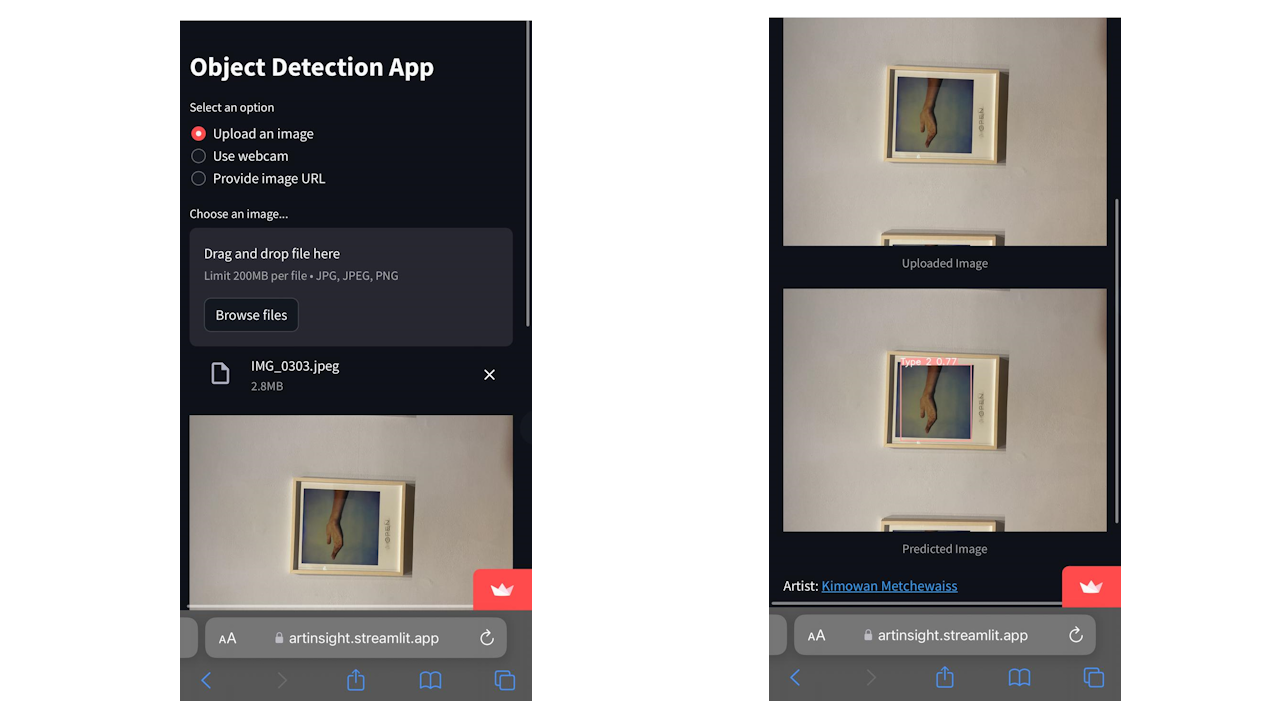 Object Detection App
Select an option
Upload an image
Use webcam
Provide image URL
Choose an image...
Drag and drop file here
Limit 200MB per file • JPG, JPEG, PNG
Browse files
IMG_0303.jpeg
2.8MB
AA
artinsight.streamlit.app
Uploaded Image
Type 2 0.77
Predicted Image
Artist: Kimowan Metchewaiss
AA
artinsight.streamlit.app